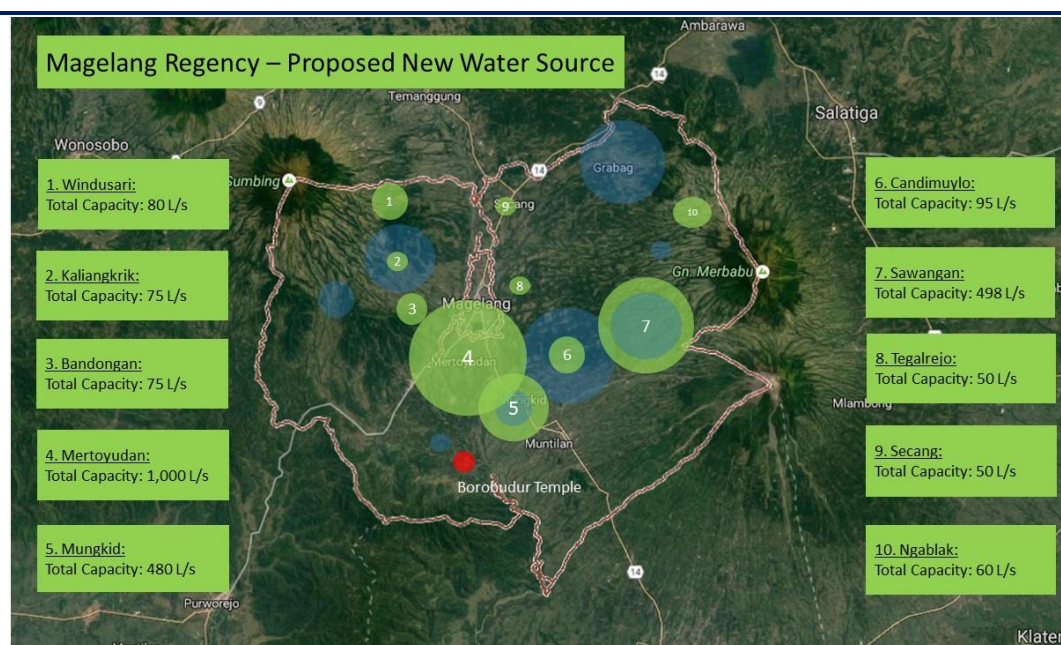 Magelang Regency – Proposed New Water Source
Ambarawa
14
9
Temanggung
Salatiga
Wonosobo
Grabag
14
Sumbing
1. Windusari:
Total Capacity: 80 L/s
2. Kaliangkrik:
Total Capacity: 75 L/s
3. Bandongan:
Total Capacity: 75 L/s
4. Mertoyudan:
Total Capacity: 1,000 L/s
5. Mungkid:
Total Capacity: 480 L/s
1
9
10
2
8
Gn. Merbabu
Magelang
3
7
4
Mertoyudan
6
5
Muntilan
Mlambong
Borobudur Temple
14
Purworejo
Klaten
6. Candimuylo:
Total Capacity: 95 L/s
7. Sawangan:
Total Capacity: 498 L/s
8. Tegalrejo:
Total Capacity: 50 L/s
9. Secang:
Total Capacity: 50 L/s
10. Ngablak:
Total Capacity: 60 L/s